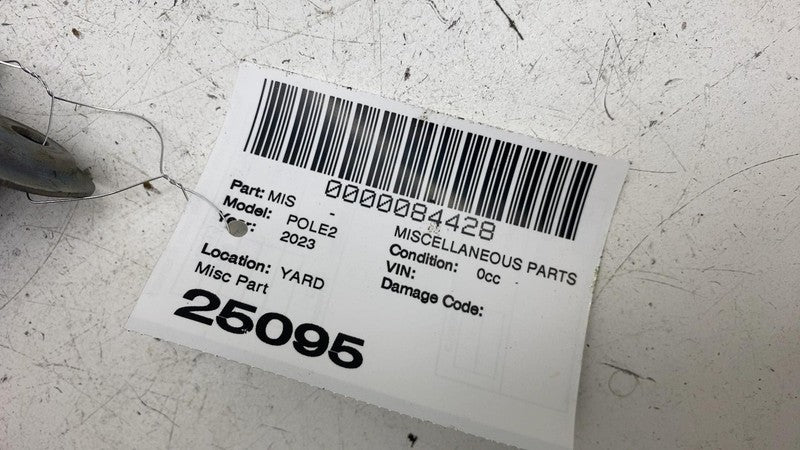 0000084428
Part: MIS - MISCELLANEOUS PARTS
Model: POLE2 Condition: 0cc
Year: 2023 VIN:
Damage Code:
Location: YARD
Misc Part
25095